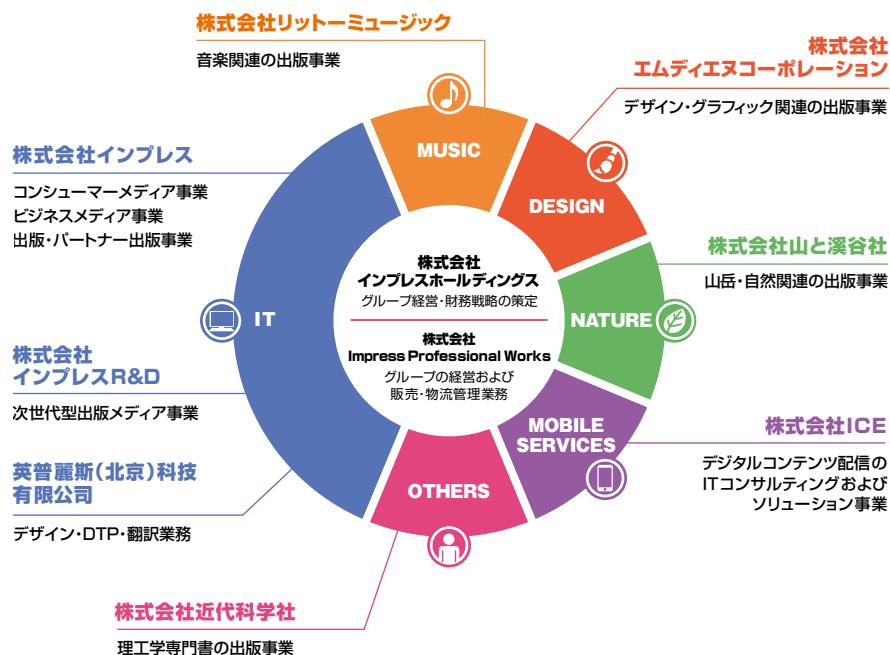 株式会社リットーミュージック
音楽関連の出版事業
株式会社
エムディエヌコーポレーション
デザイン・グラフィック関連の出版事業
株式会社インプレス
コンシューマーメディア事業
ビジネスメディア事業
出版・パートナー出版事業
MUSIC
DESIGN
株式会社山と溪谷社
山岳・自然関連の出版事業
株式会社
インプレスホールディングス
グループ経営・財務戦略の策定
IT
NATURE
株式会社
Impress Professional Works
グループの経営および
販売・物流管理業務
株式会社
インプレスR&D
次世代型出版メディア事業
MOBILE
SERVICES
株式会社ICE
デジタルコンテンツ配信の
ITコンサルティングおよび
ソリューション事業
英普麗斯(北京)科技
有限公司
デザイン・DTP・翻訳業務
OTHERS
株式会社近代科学社
理工学専門書の出版事業